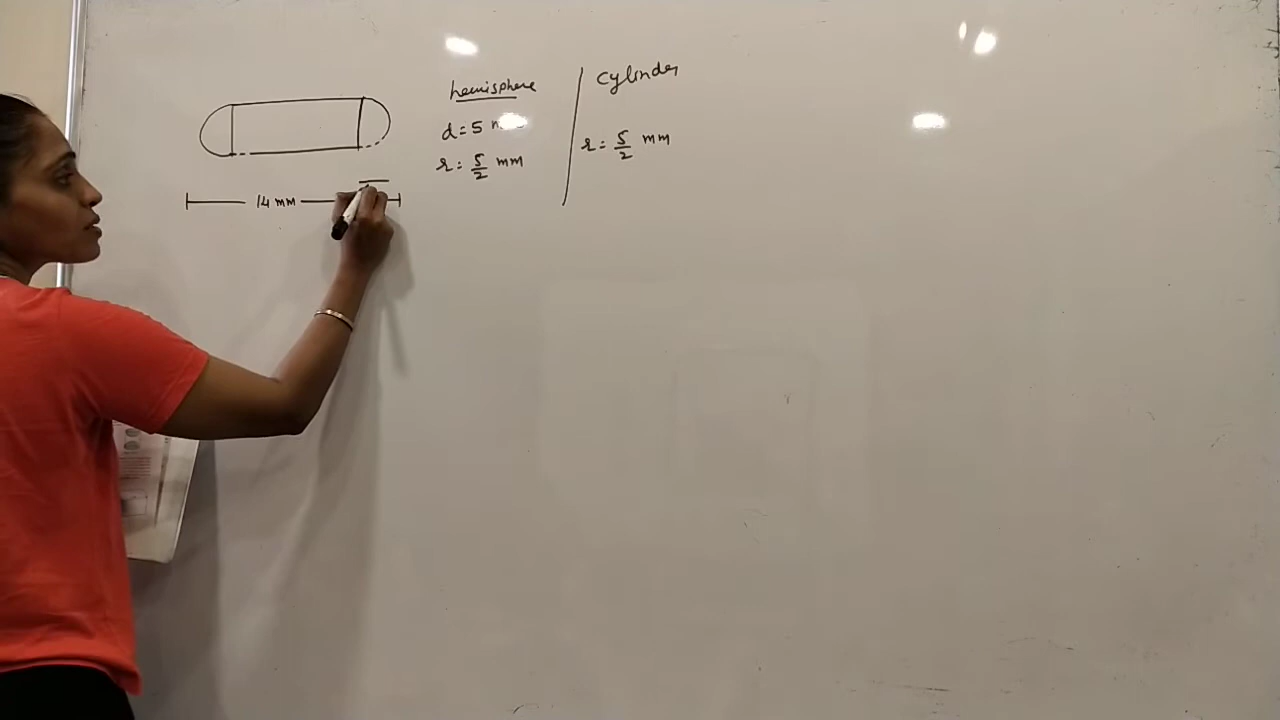 hemisphere
d = 5
r = 5/2 mm
cylinder
r = 5/2 mm
14 mm